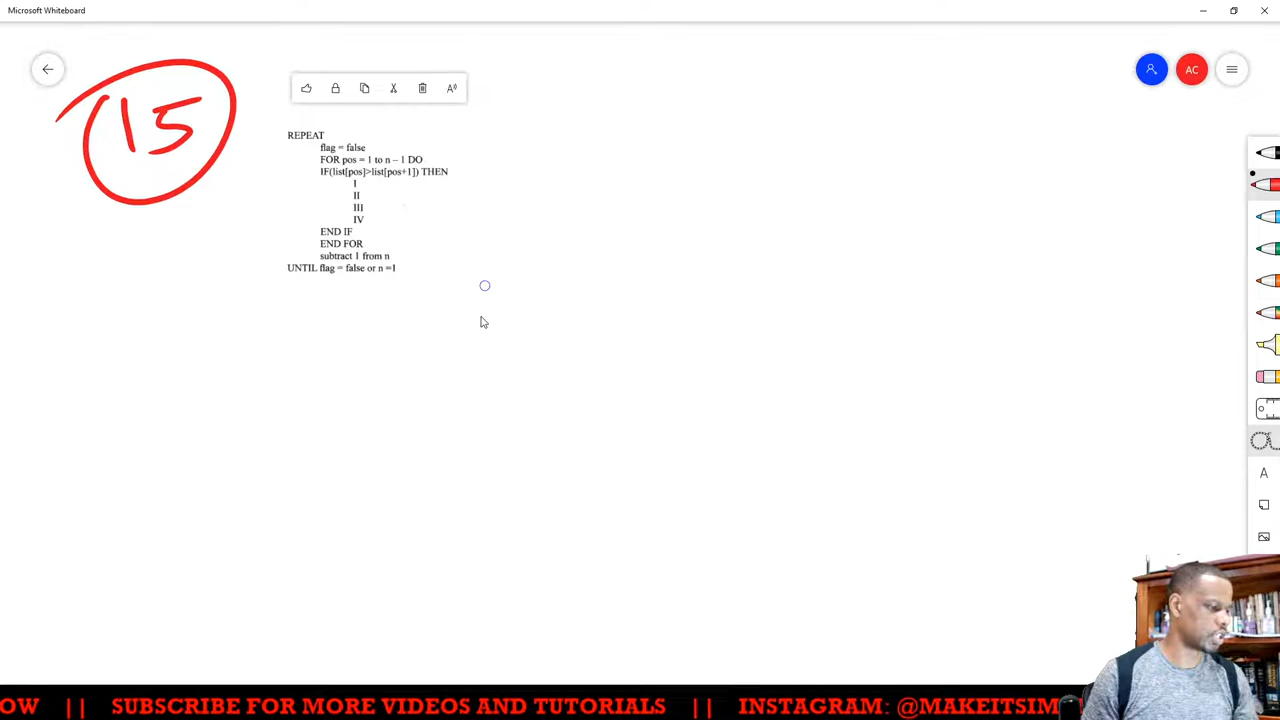 Microsoft Whiteboard
15
AC
REPEAT
flag = false
FOR pos = 1 to n – 1 DO
IF(list[pos]>list[pos+1]) THEN
I
II
III
IV
END IF
END FOR
subtract 1 from n
UNTIL flag = false or n =1
A
OW || SUBSCRIBE FOR MORE VIDEOS AND TUTORIALS || INSTAGRAM: @MAKEITSIM